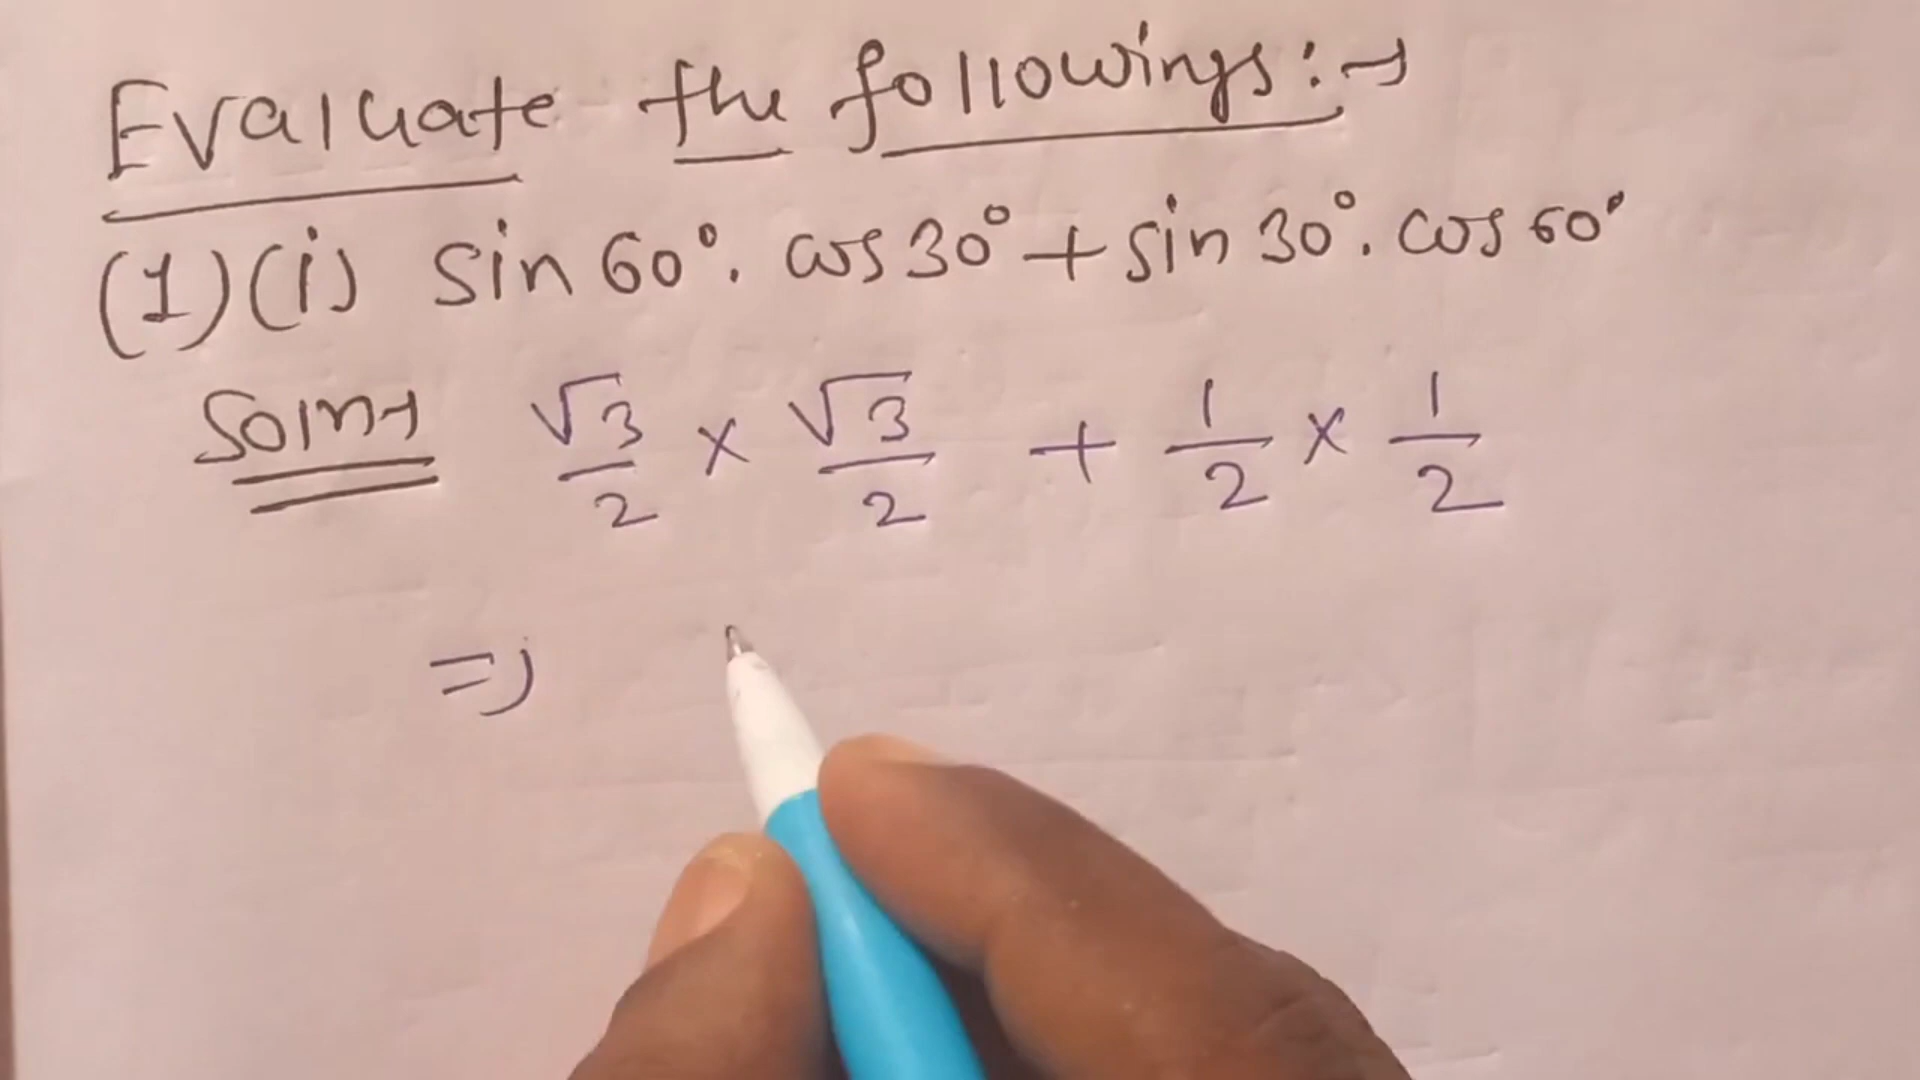 Evaluate the followings:→
(1)(i) sin 60°. cos 30° + sin 30°. cos 60°
Soln→ √3/2 × √3/2 + 1/2 × 1/2
⇒